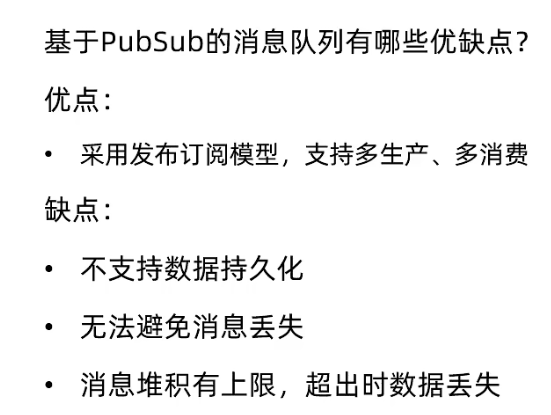 基于PubSub的消息队列有哪些优缺点？
优点：
• 采用发布订阅模型，支持多生产、多消费
缺点：
• 不支持数据持久化
• 无法避免消息丢失
• 消息堆积有上限，超出时数据丢失